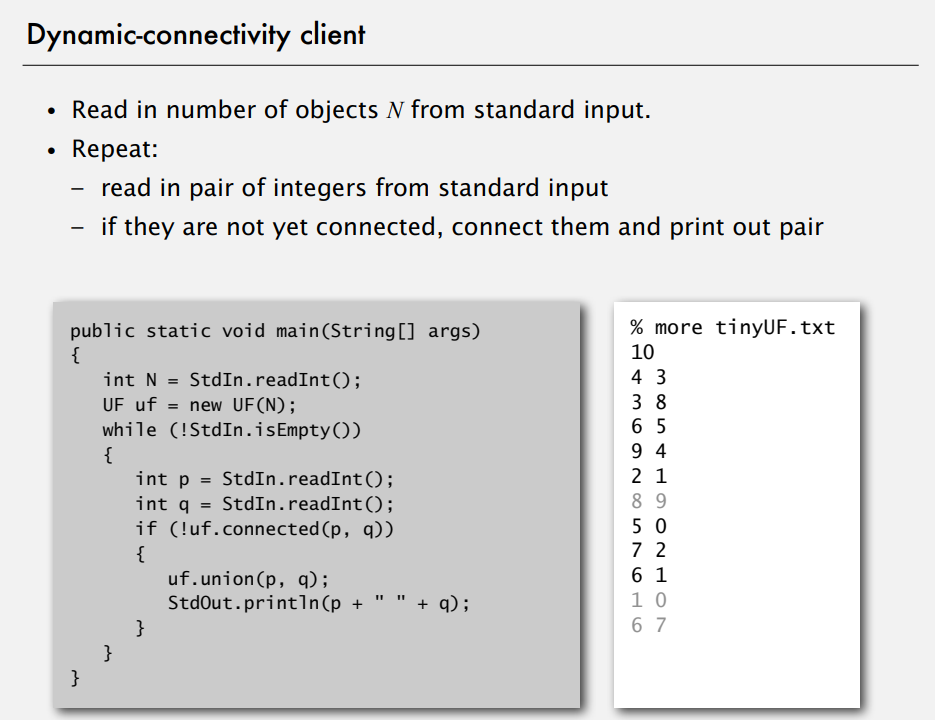 Dynamic-connectivity client
• Read in number of objects N from standard input.
• Repeat:
– read in pair of integers from standard input
– if they are not yet connected, connect them and print out pair
public static void main(String[] args)
{
   int N = StdIn.readInt();
   UF uf = new UF(N);
   while (!StdIn.isEmpty())
   {
      int p = StdIn.readInt();
      int q = StdIn.readInt();
      if (!uf.connected(p, q))
      {
         uf.union(p, q);
         StdOut.println(p + " " + q);
      }
   }
}
% more tinyUF.txt
10
4 3
3 8
6 5
9 4
2 1
8 9
5 0
7 2
6 1
1 0
6 7